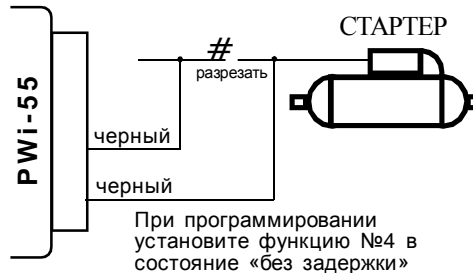 СТАРТЕР
#
разрезать
PWi-55
черный
черный
При программировании
установите функцию №4 в
состояние «без задержки»